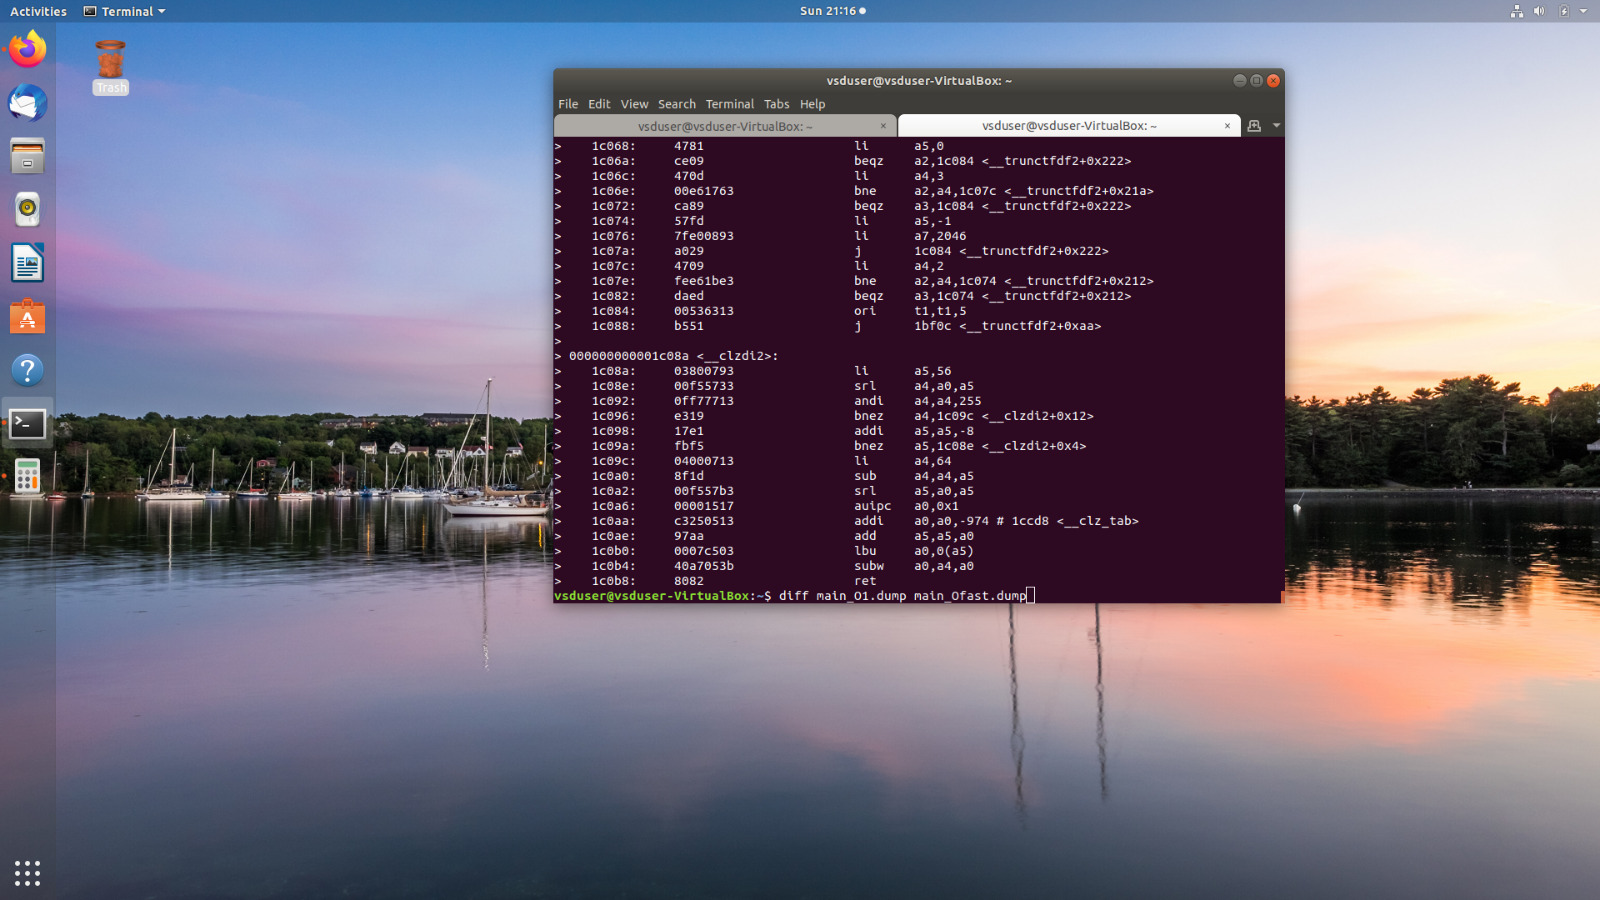 Activities Terminal Sun 21:16
Trash
vsduser@vsduser-VirtualBox: ~
File Edit View Search Terminal Tabs Help
vsduser@vsduser-VirtualBox: ~ × vsduser@vsduser-VirtualBox: ~ ×
> 1c068: 4781 li a5,0
> 1c06a: ce09 beqz a2,1c084 <__trunctfdf2+0x222>
> 1c06c: 470d li a4,3
> 1c06e: 00e61763 bne a2,a4,1c07c <__trunctfdf2+0x21a>
> 1c072: ca89 beqz a3,1c084 <__trunctfdf2+0x222>
> 1c074: 57fd li a5,-1
> 1c076: 7fe00893 li a7,2046
> 1c07a: a029 j 1c084 <__trunctfdf2+0x222>
> 1c07c: 4709 li a4,2
> 1c07e: fee61be3 bne a2,a4,1c074 <__trunctfdf2+0x212>
> 1c082: daed beqz a3,1c074 <__trunctfdf2+0x212>
> 1c084: 00536313 ori t1,t1,5
> 1c088: b551 j 1bf0c <__trunctfdf2+0xaa>
>
> 000000000001c08a <__clzdi2>:
> 1c08a: 03800793 li a5,56
> 1c08e: 00f55733 srl a4,a0,a5
> 1c092: 0ff77713 andi a4,a4,255
> 1c096: e319 bnez a4,1c09c <__clzdi2+0x12>
> 1c098: 17e1 addi a5,a5,-8
> 1c09a: fbf5 bnez a5,1c08e <__clzdi2+0x4>
> 1c09c: 04000713 li a4,64
> 1c0a0: 8f1d sub a4,a4,a5
> 1c0a2: 00f557b3 srl a5,a0,a5
> 1c0a6: 00001517 auipc a0,0x1
> 1c0aa: c3250513 addi a0,a0,-974 # 1ccd8 <__clz_tab>
> 1c0ae: 97aa add a5,a5,a0
> 1c0b0: 0007c503 lbu a0,0(a5)
> 1c0b4: 40a7053b subw a0,a4,a0
> 1c0b8: 8082 ret
vsduser@vsduser-VirtualBox:~$ diff main_O1.dump main_Ofast.dump